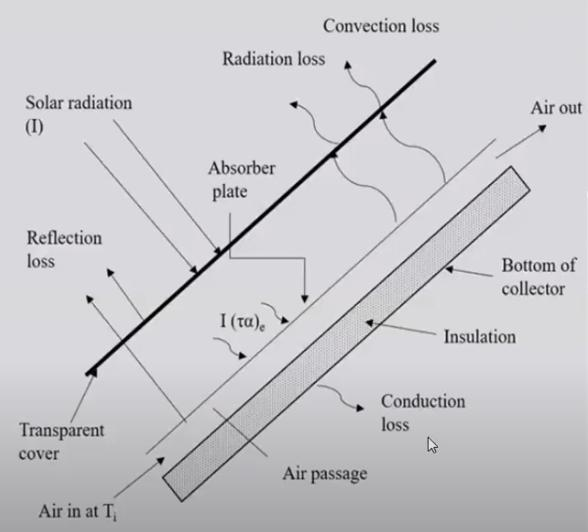 Convection loss
Radiation loss
Solar radiation
(I)
Air out
Absorber
plate
Reflection
loss
Bottom of
collector
I (τα)ₑ
Insulation
Conduction
loss
Transparent
cover
Air passage
Air in at Tᵢ